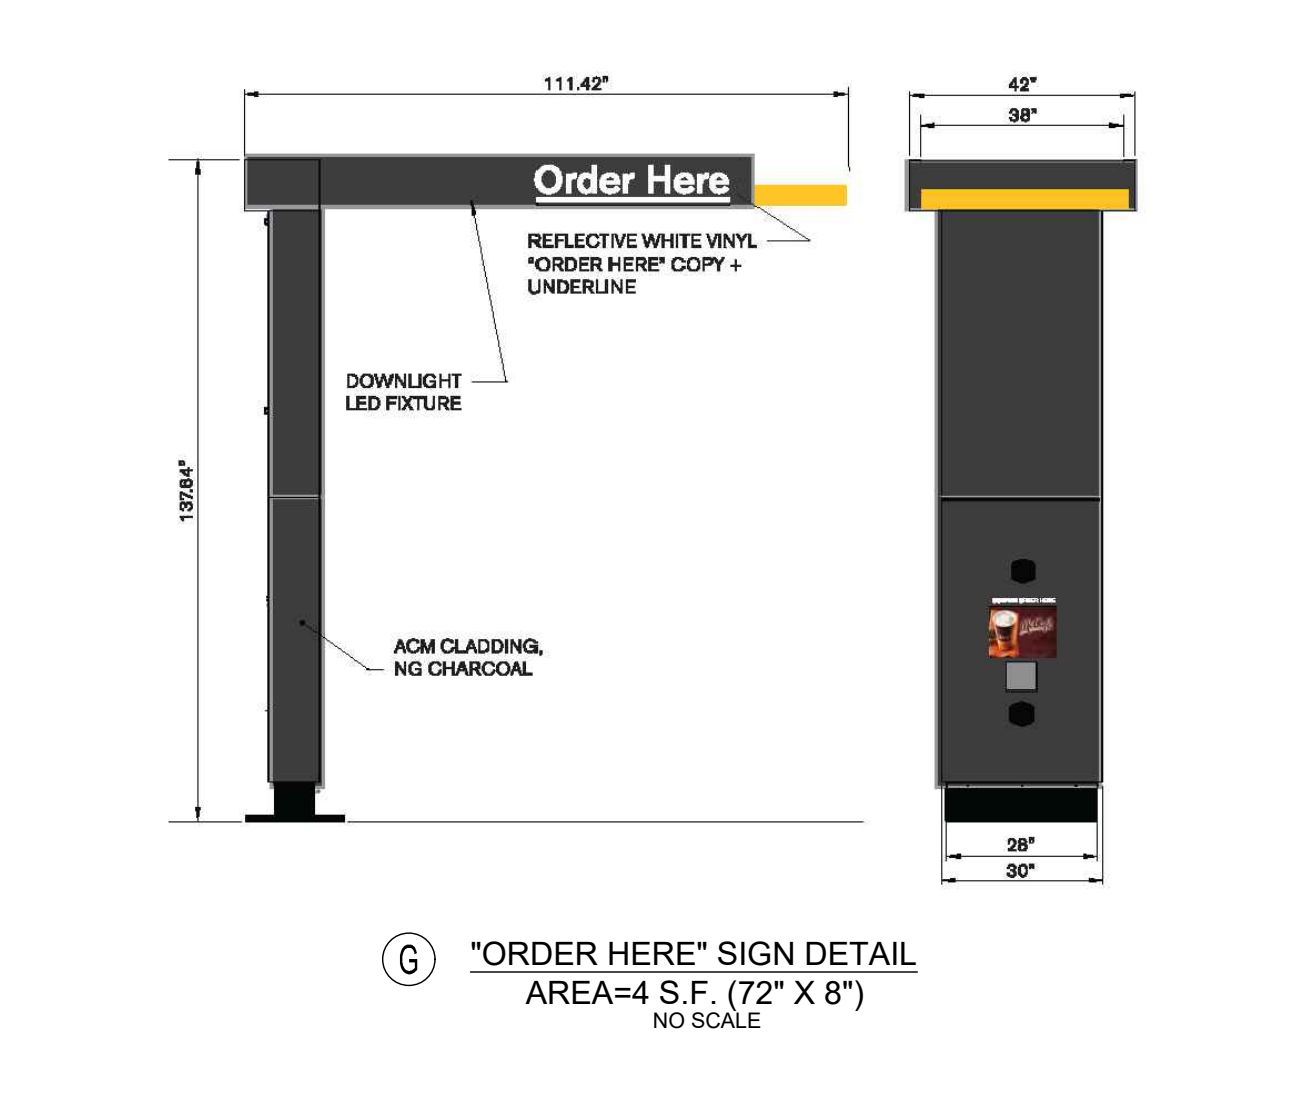 111.42"
42"
38"
Order Here
REFLECTIVE WHITE VINYL
"ORDER HERE" COPY +
UNDERLINE
DOWNLIGHT
LED FIXTURE
137.64"
ACM CLADDING,
NG CHARCOAL
McCafé
28"
30"
G
"ORDER HERE" SIGN DETAIL
AREA=4 S.F. (72" X 8")
NO SCALE